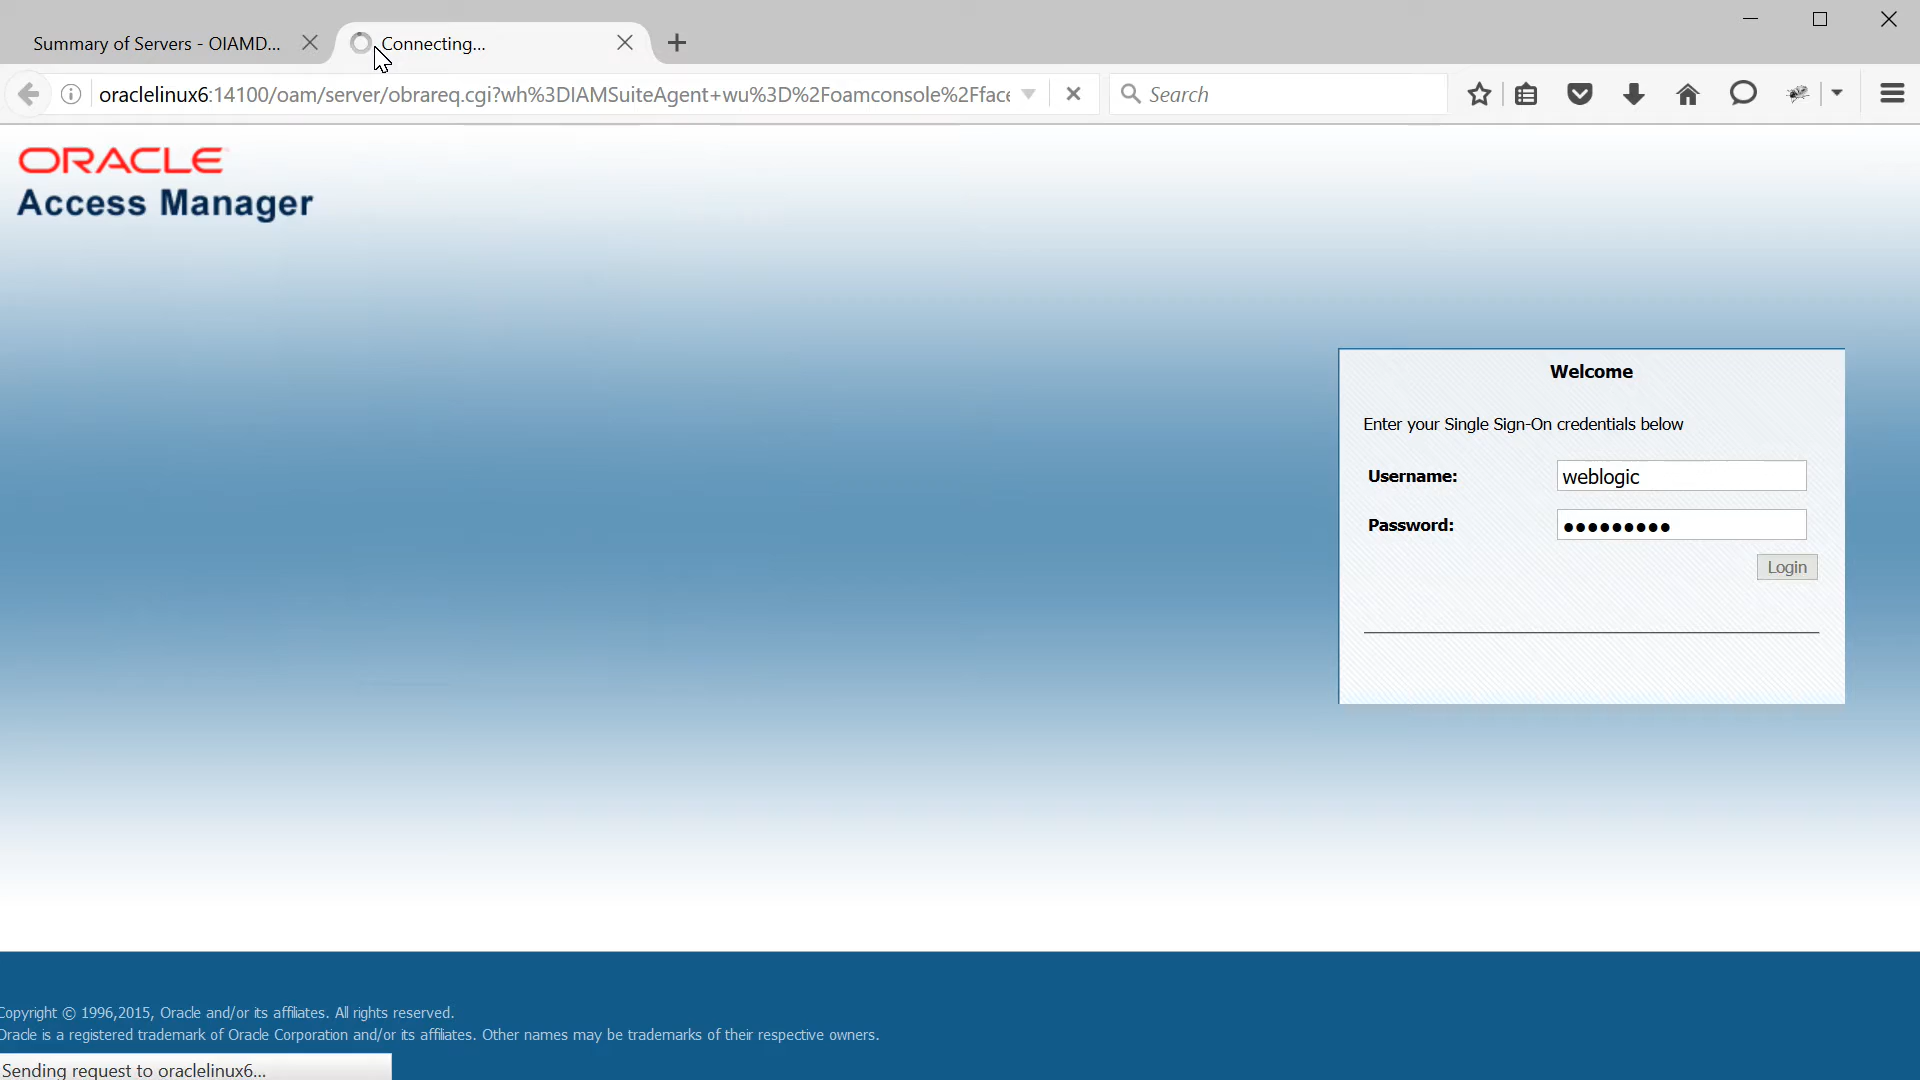 Summary of Servers - OIAMD...
Connecting...
oraclelinux6:14100/oam/server/obrareq.cgi?wh%3DIAMSuiteAgent+wu%3D%2Foamconsole%2Fface
Search
ORACLE
Access Manager
Welcome
Enter your Single Sign-On credentials below
Username:
weblogic
Password:
●●●●●●●●●
Login
Copyright © 1996,2015, Oracle and/or its affiliates. All rights reserved.
Oracle is a registered trademark of Oracle Corporation and/or its affiliates. Other names may be trademarks of their respective owners.
Sending request to oraclelinux6...